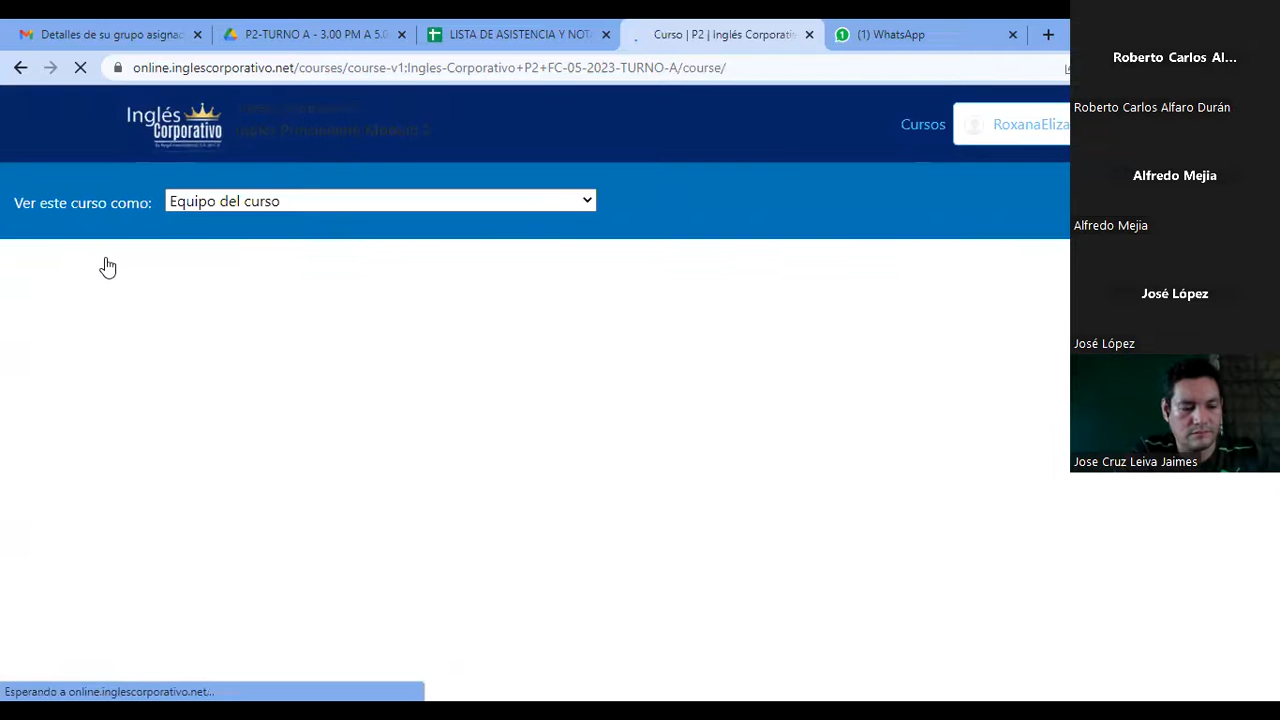 Detalles de su grupo asignac
P2-TURNO A - 3.00 PM A 5.0
LISTA DE ASISTENCIA Y NOT
Curso | P2 | Inglés Corporati
(1) WhatsApp
online.inglescorporativo.net/courses/course-v1:Ingles-Corporativo+P2+FC-05-2023-TURNO-A/course/
Inglés
Corporativo
Cursos
RoxanaEliza
Ver este curso como:
Equipo del curso
Roberto Carlos Al...
Roberto Carlos Alfaro Durán
Alfredo Mejia
Alfredo Mejia
José López
José López
Jose Cruz Leiva Jaimes
Esperando a online.inglescorporativo.net...